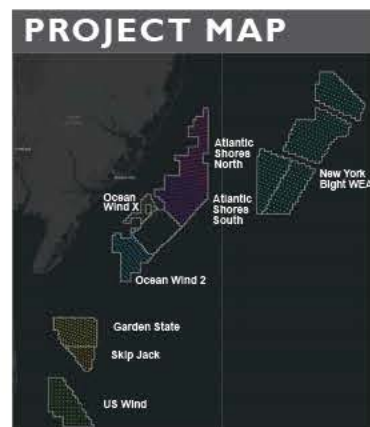 PROJECT MAP
Atlantic
Shores
North
New York
Bight WEA
Ocean
Wind X
Atlantic
Shores
South
Ocean Wind 2
Garden State
Skip Jack
US Wind